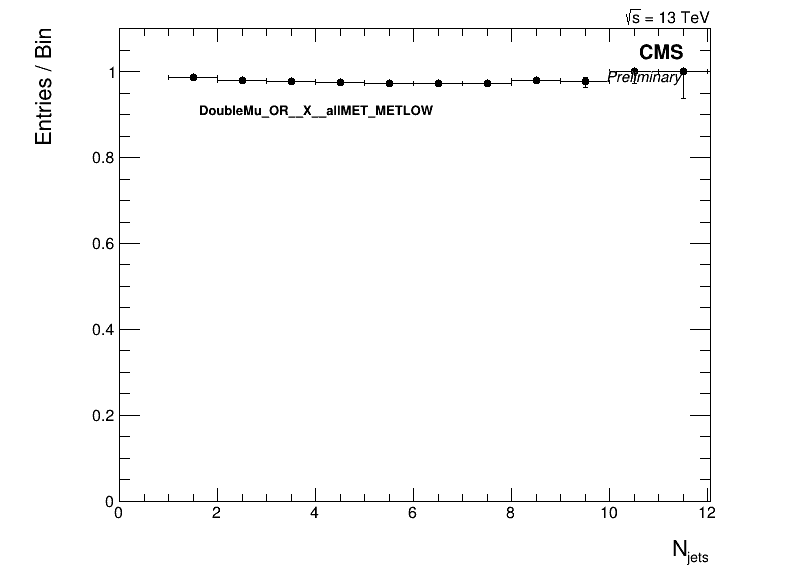 √s = 13 TeV
Entries / Bin
CMS
Preliminary
DoubleMu_OR__X__allMET_METLOW
1
0.8
0.6
0.4
0.2
0
0 2 4 6 8 10 12
N_jets